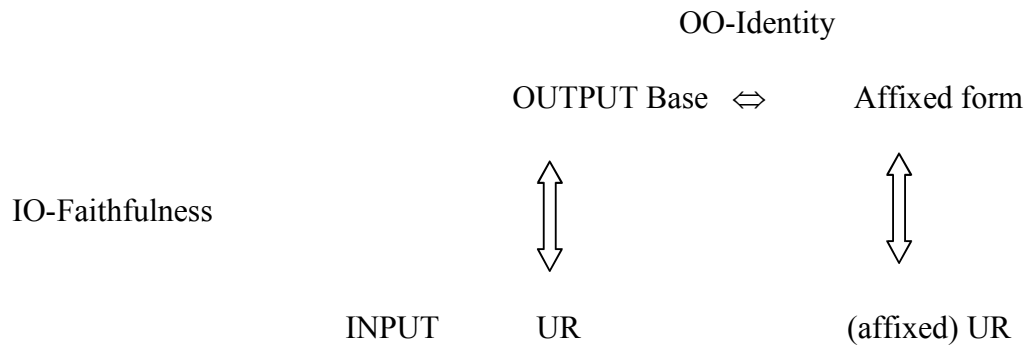 OO-Identity
OUTPUT Base ⇔ Affixed form
IO-Faithfulness
INPUT UR (affixed) UR